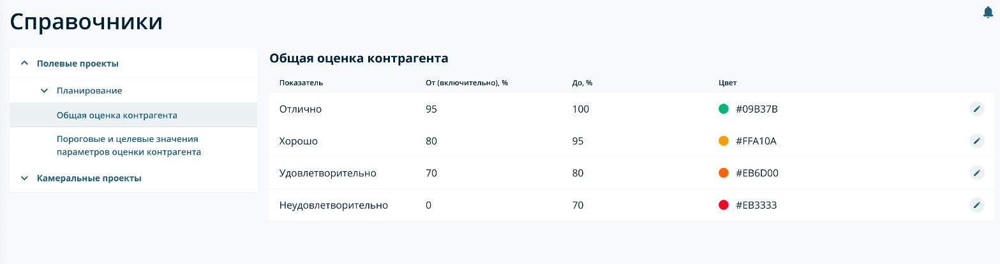 Справочники
Полевые проекты
Планирование
Общая оценка контрагента
Пороговые и целевые значения
параметров оценки контрагента
Камеральные проекты
Общая оценка контрагента
Показатель От (включительно), % До, % Цвет
Отлично 95 100 #09B37B
Хорошо 80 95 #FFA10A
Удовлетворительно 70 80 #EB6D00
Неудовлетворительно 0 70 #EB3333